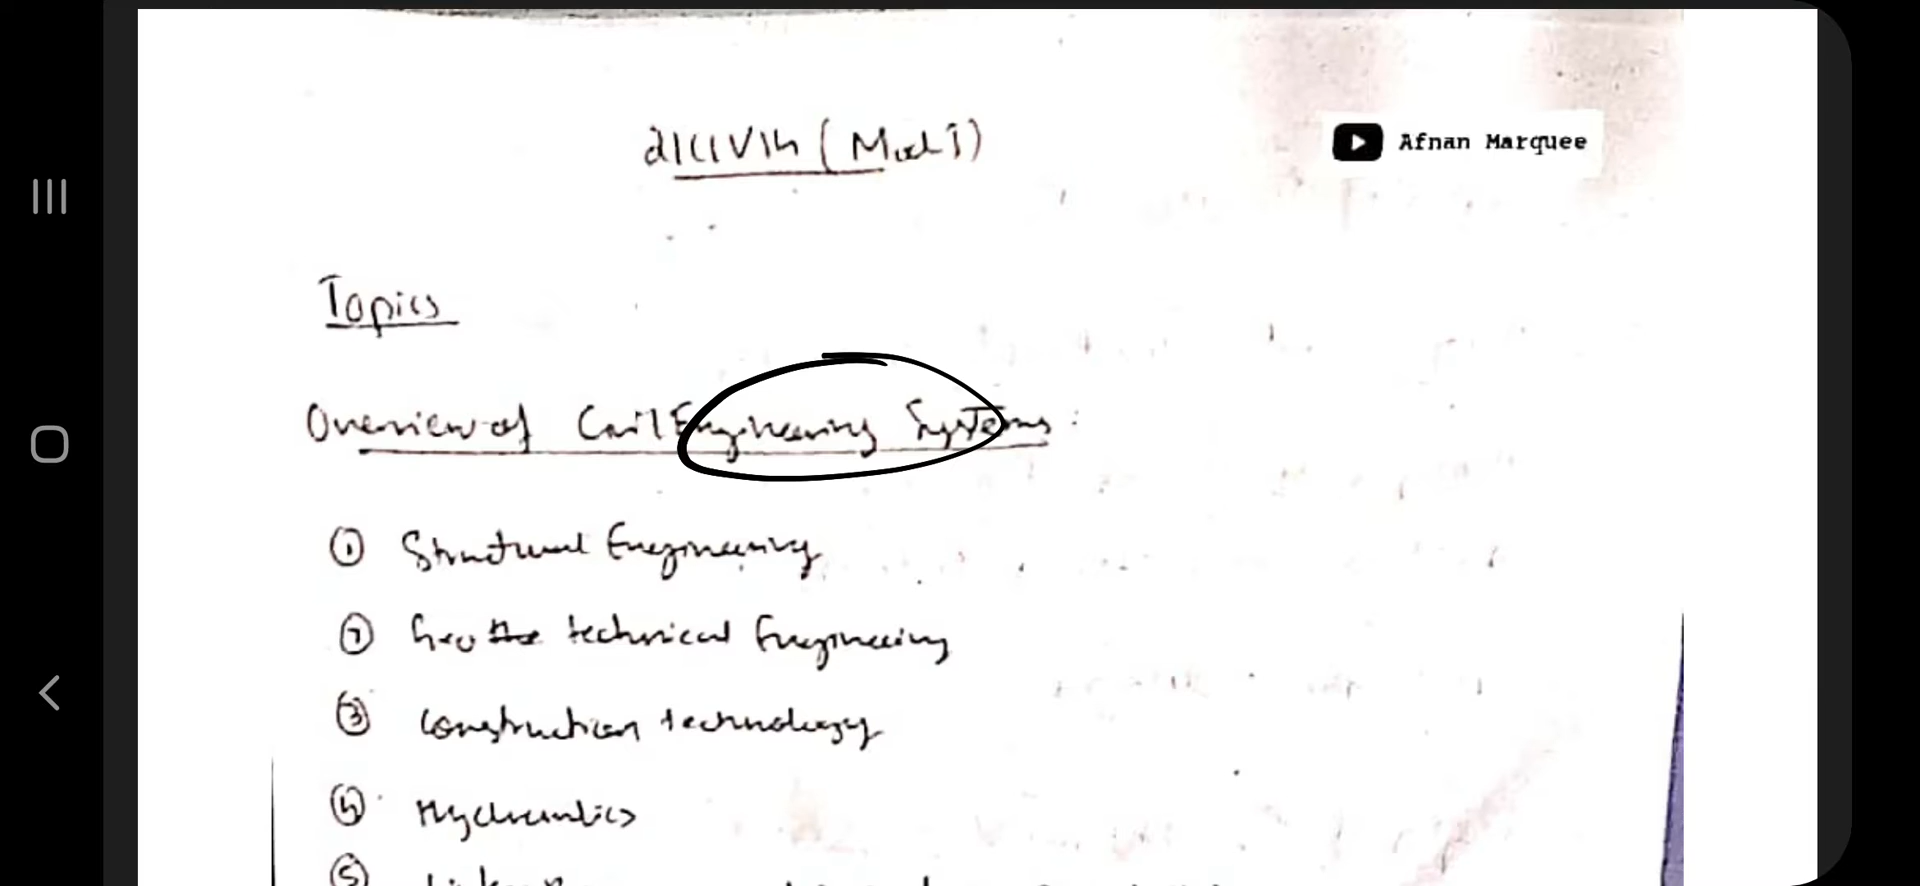 21CIV14 (Mod 1)
Afnan Marquee
Topics
Overview of Civil Engineering Systems :
① Structural Engineering
② Geo technical Engineering
③ Construction technology
④ Hydraulics
⑤